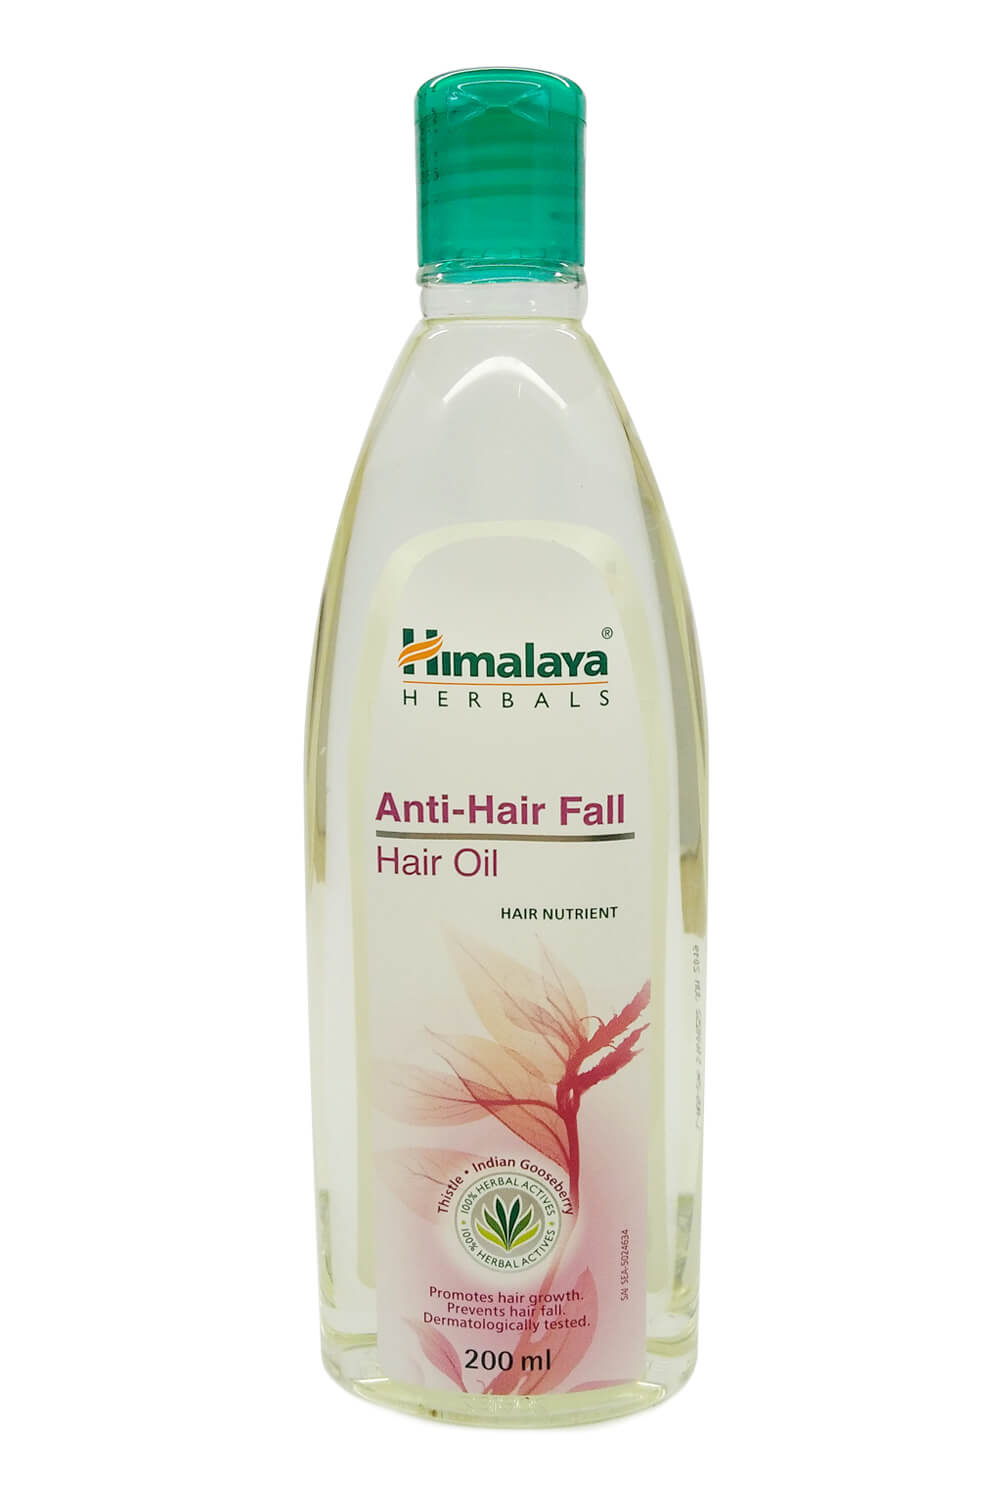 Himalaya®
HERBALS
Anti-Hair Fall
Hair Oil
HAIR NUTRIENT
Thistle • Indian Gooseberry
100% HERBAL ACTIVES
100% HERBAL ACTIVES
S/N SEA-5024634
Promotes hair growth.
Prevents hair fall.
Dermatologically tested.
200 ml